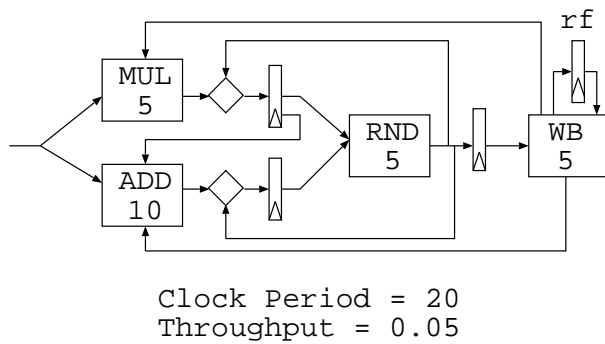 rf
MUL
5
RND
5
WB
5
ADD
10
Clock Period = 20
Throughput = 0.05